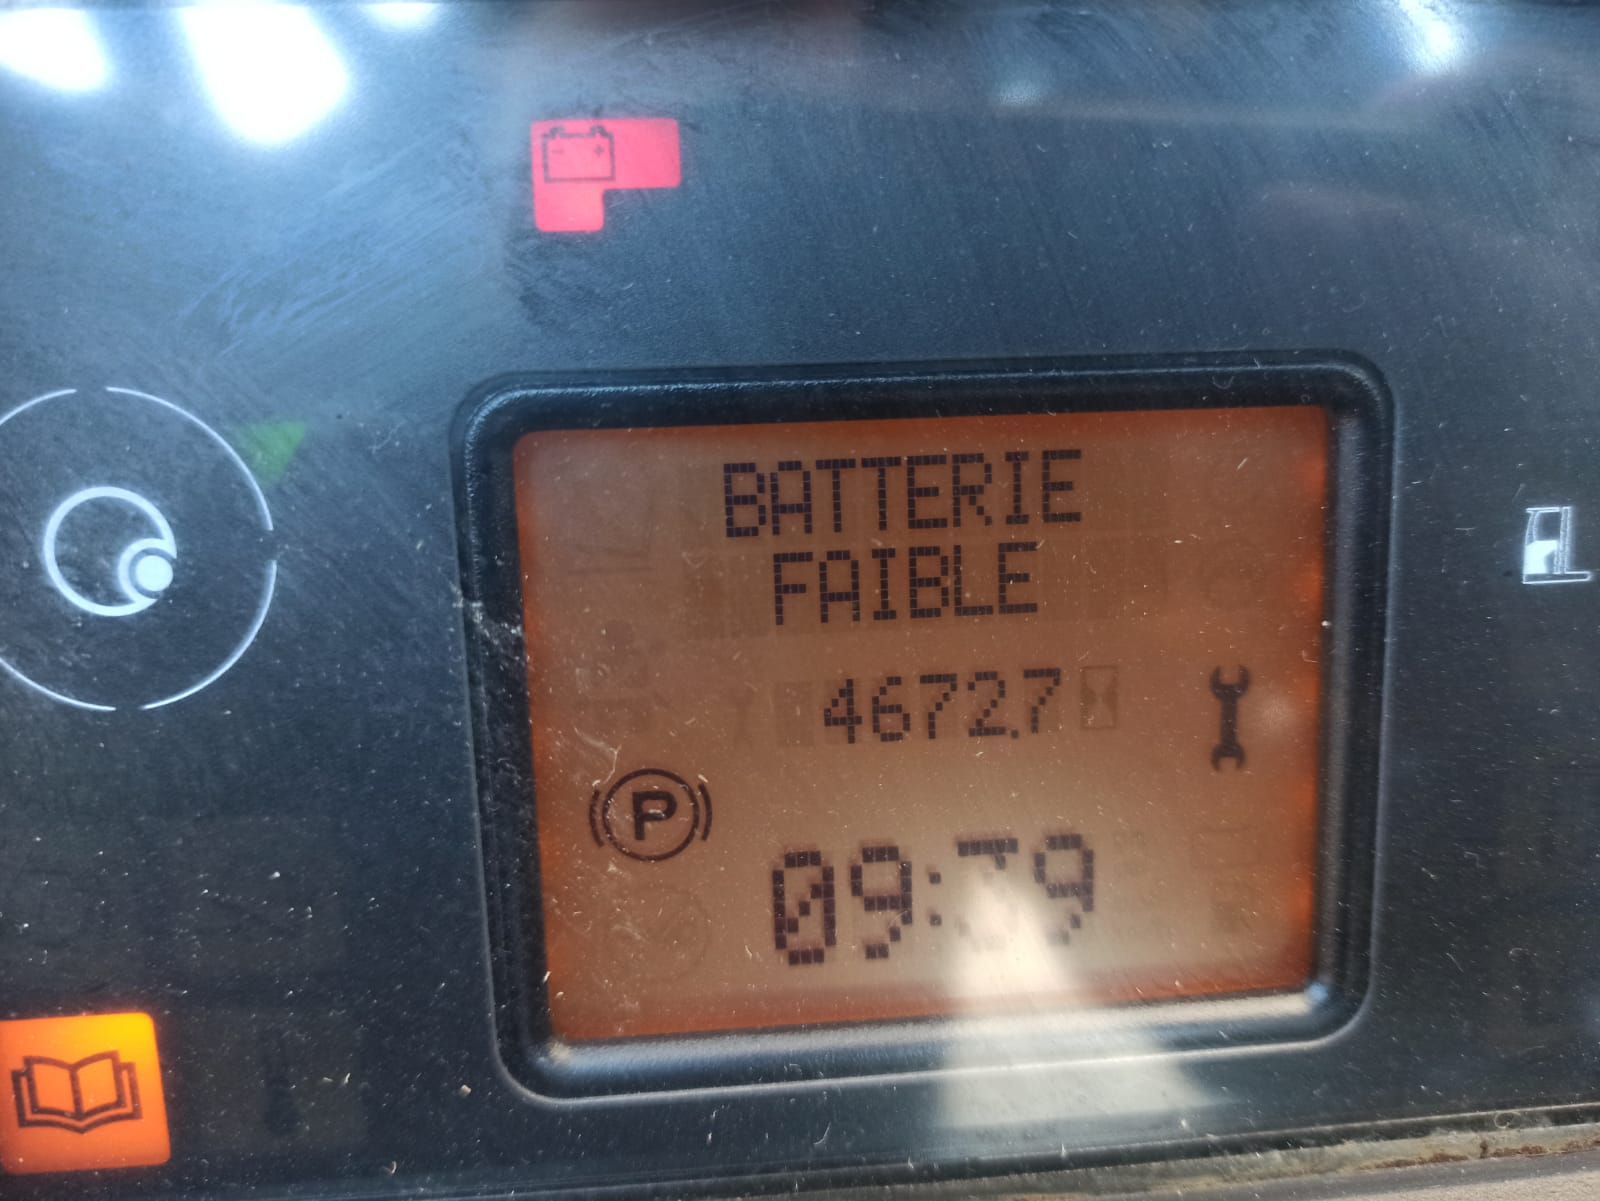 BATTERIE
FAIBLE
4672.7
P
09:39